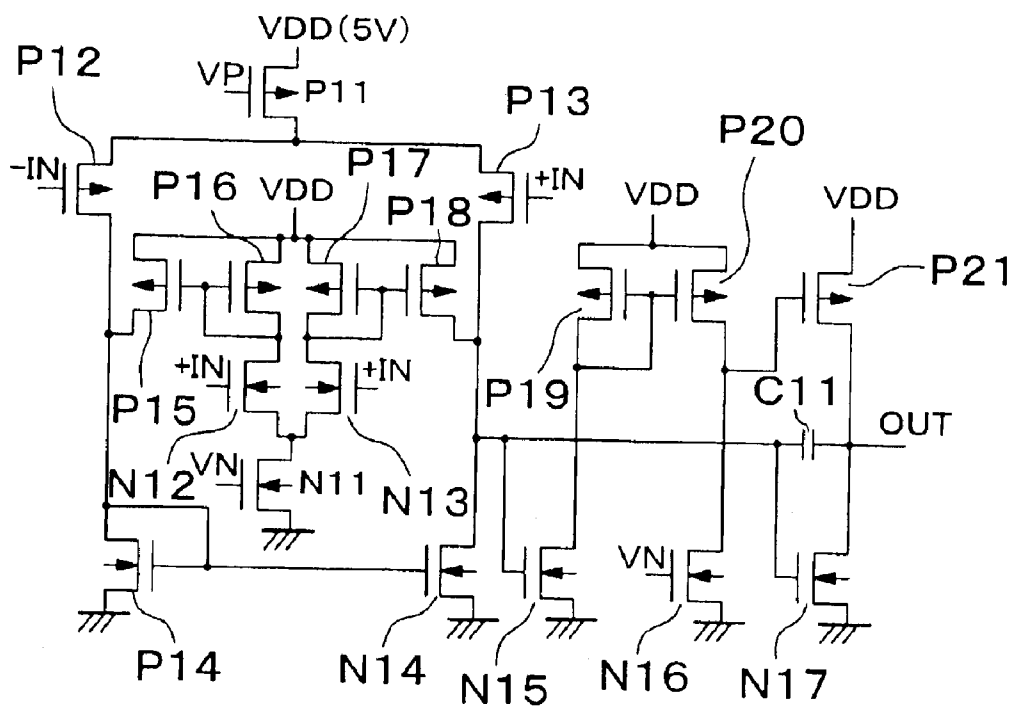 VDD(5V)
P12
VP
P11
P13
P20
-IN
P16
VDD
P17
+IN
P18
VDD
VDD
P21
+IN
+IN
P19
C11
P15
OUT
N12
VN
N11
N13
VN
P14
N14
N15
N16
N17